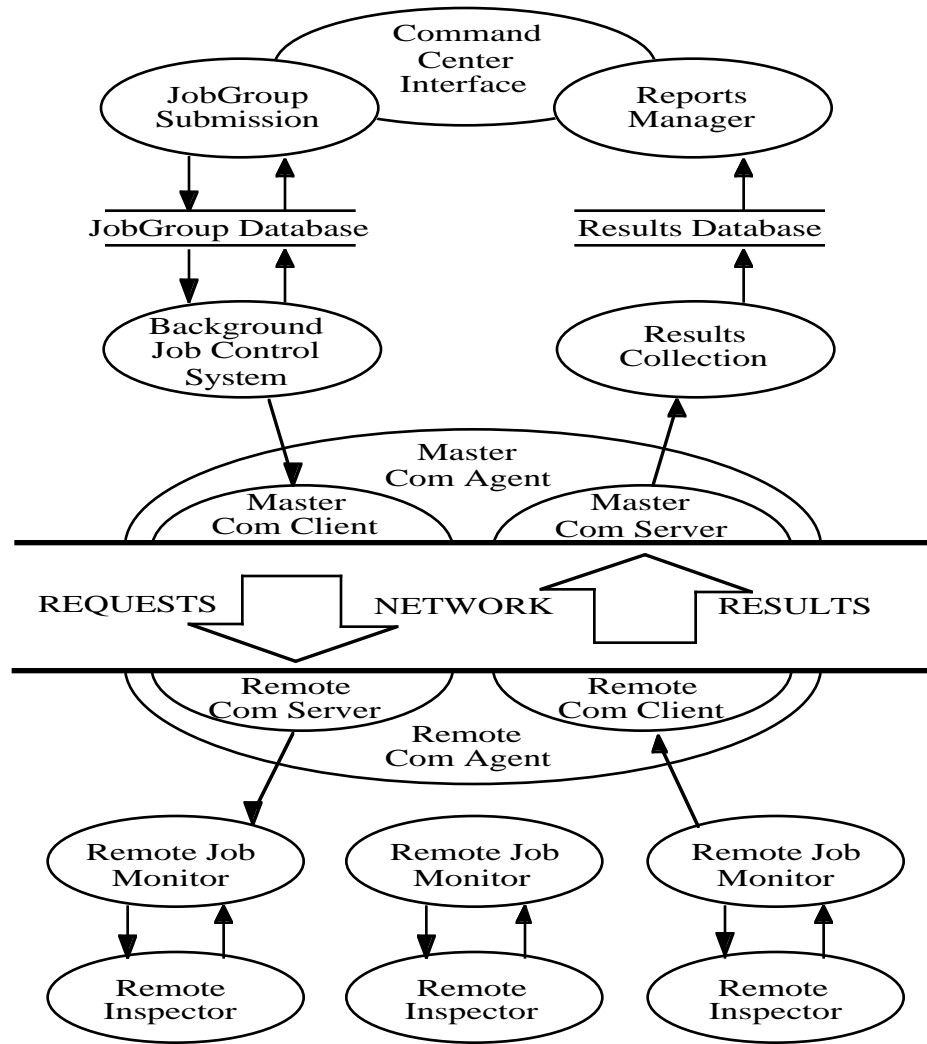 Command
Center
Interface
JobGroup
Submission
Reports
Manager
JobGroup Database
Results Database
Background
Job Control
System
Results
Collection
Master
Com Agent
Master
Com Client
Master
Com Server
REQUESTS
NETWORK
RESULTS
Remote
Com Server
Remote
Com Client
Remote
Com Agent
Remote Job
Monitor
Remote Job
Monitor
Remote Job
Monitor
Remote
Inspector
Remote
Inspector
Remote
Inspector